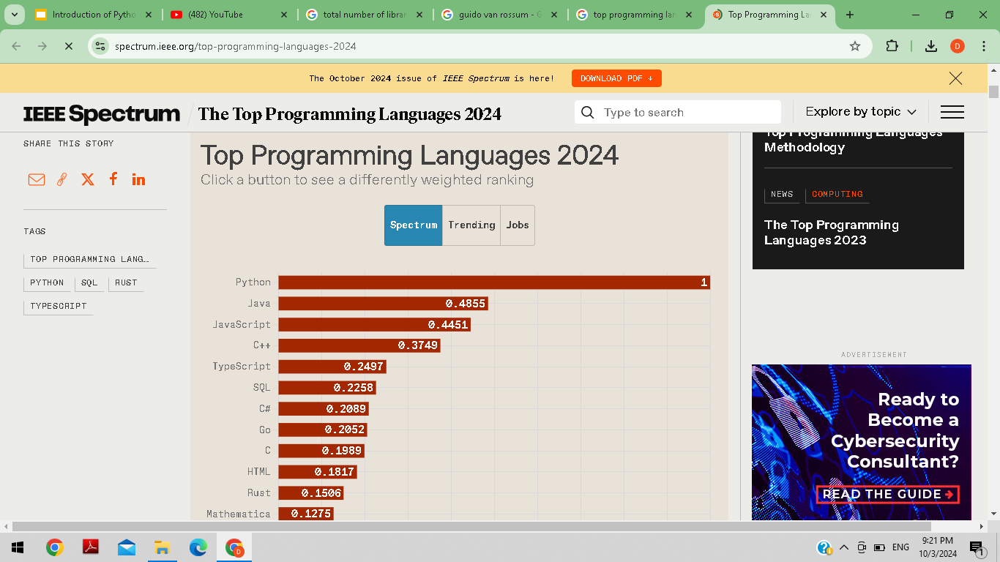 Introduction of Pytho
(482) YouTube
total number of librar
guido van rossum - G
top programming lan
Top Programming La
spectrum.ieee.org/top-programming-languages-2024
D
The October 2024 issue of IEEE Spectrum is here!
DOWNLOAD PDF ↓
IEEE Spectrum
The Top Programming Languages 2024
Type to search
Explore by topic
SHARE THIS STORY
TAGS
TOP PROGRAMMING LANG…
PYTHON
SQL
RUST
TYPESCRIPT
Top Programming Languages 2024
Click a button to see a differently weighted ranking
Spectrum
Trending
Jobs
Python 1
Java 0.4855
JavaScript 0.4451
C++ 0.3749
TypeScript 0.2497
SQL 0.2258
C# 0.2089
Go 0.2052
C 0.1989
HTML 0.1817
Rust 0.1506
Mathematica 0.1275
Top Programming Languages
Methodology
NEWS
COMPUTING
The Top Programming
Languages 2023
ADVERTISEMENT
Ready to
Become a
Cybersecurity
Consultant?
READ THE GUIDE
ENG
9:21 PM
10/3/2024
1